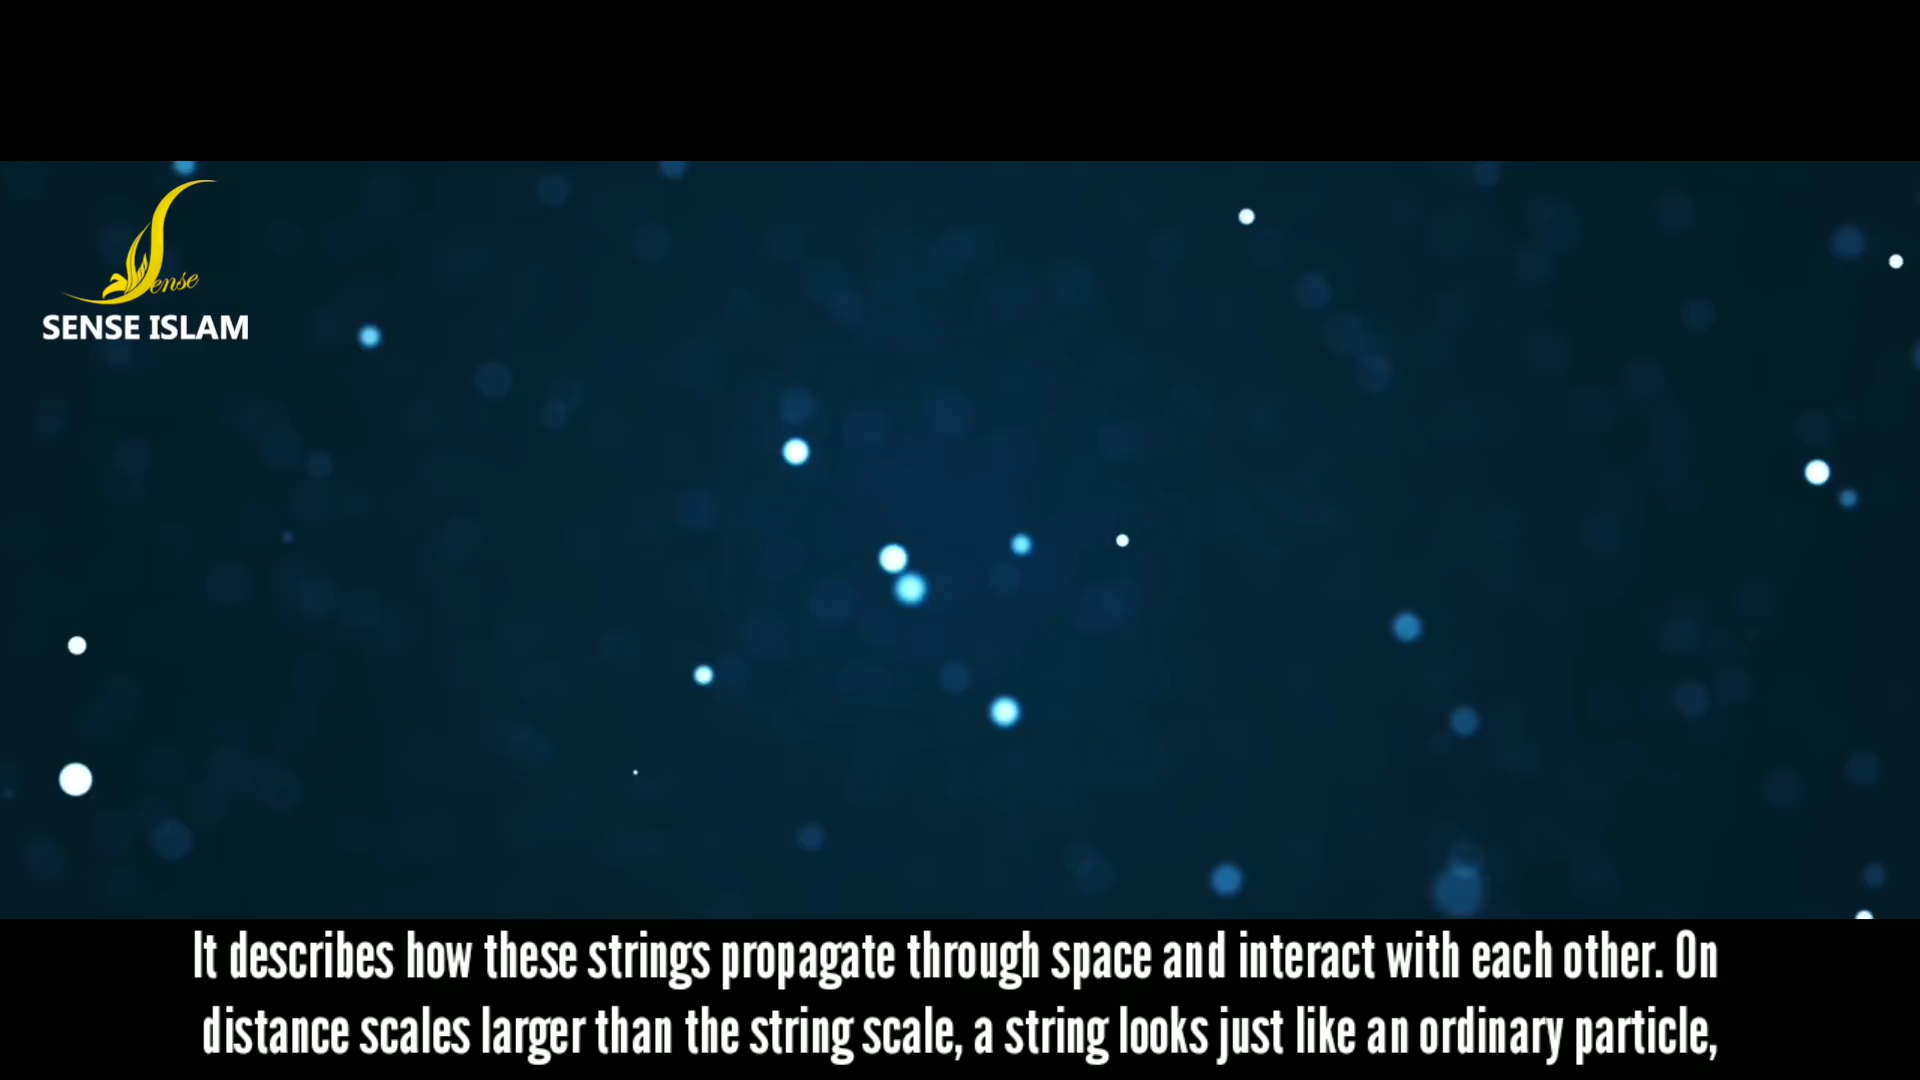 ense
SENSE ISLAM
It describes how these strings propagate through space and interact with each other. On
distance scales larger than the string scale, a string looks just like an ordinary particle,